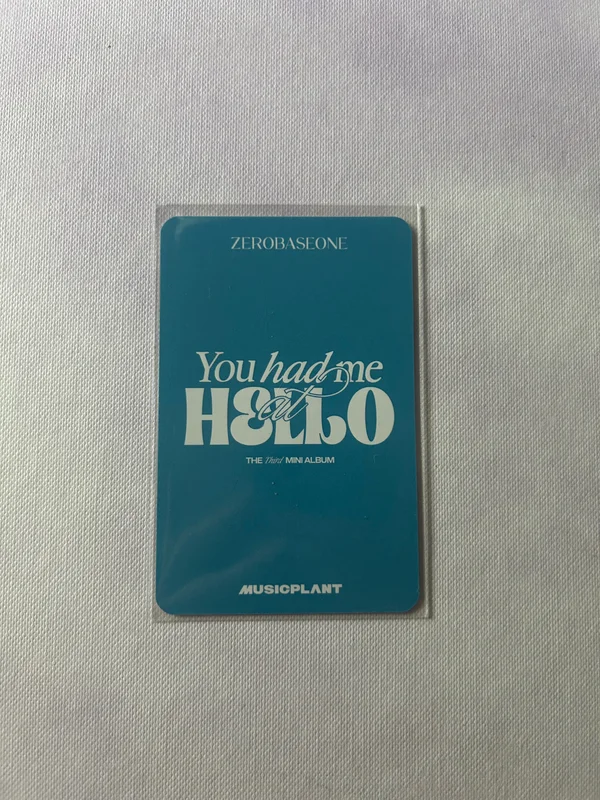 ZEROBASEONE
You had me
at
HELLO
THE Third MINI ALBUM
MUSICPLANT